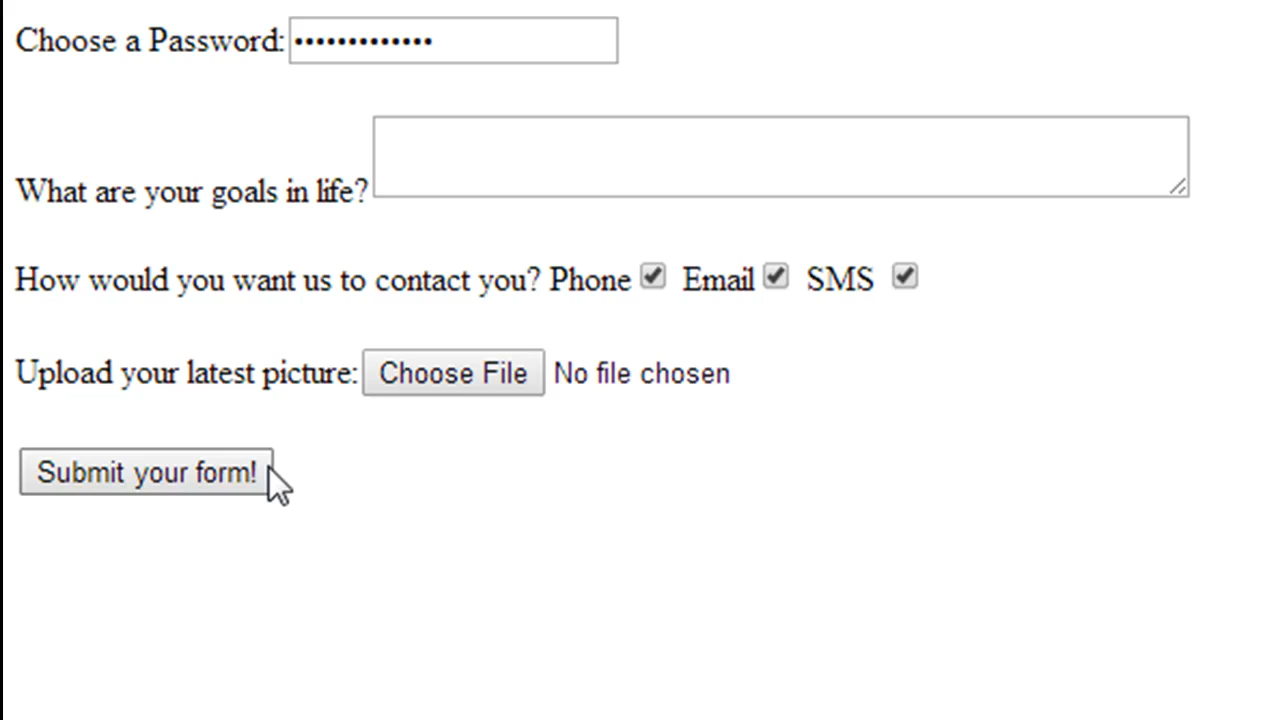 Choose a Password: •••••••••••••
What are your goals in life?
How would you want us to contact you? Phone Email SMS
Upload your latest picture: Choose File No file chosen
Submit your form!